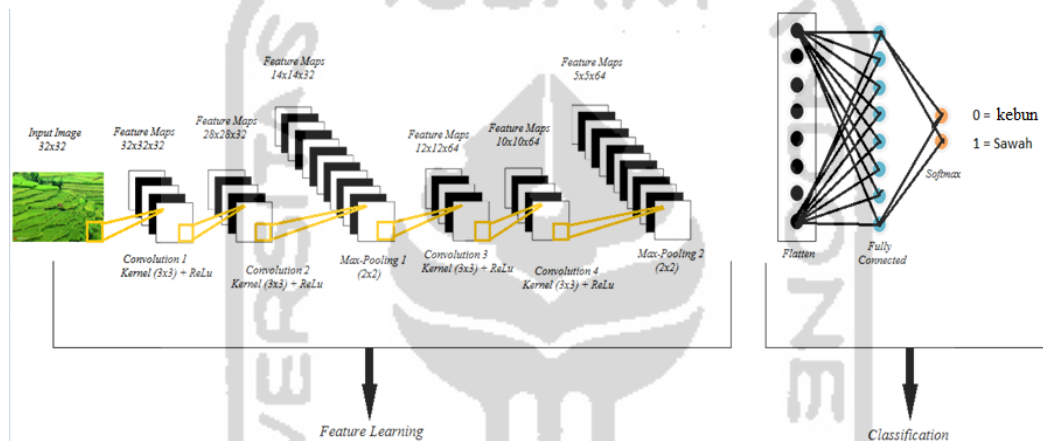 Input Image
32x32
Feature Maps
32x32x32
Feature Maps
28x28x32
Feature Maps
14x14x32
Feature Maps
12x12x64
Feature Maps
10x10x64
Feature Maps
5x5x64
Convolution 1
Kernel (3x3) + ReLu
Convolution 2
Kernel (3x3) + ReLu
Max-Pooling 1
(2x2)
Convolution 3
Kernel (3x3) + ReLu
Convolution 4
Kernel (3x3) + ReLu
Max-Pooling 2
(2x2)
Flatten
Fully
Connected
Softmax
0 = kebun
1 = Sawah
Feature Learning
Classification
VERSITAS
ISLAM
INDONE